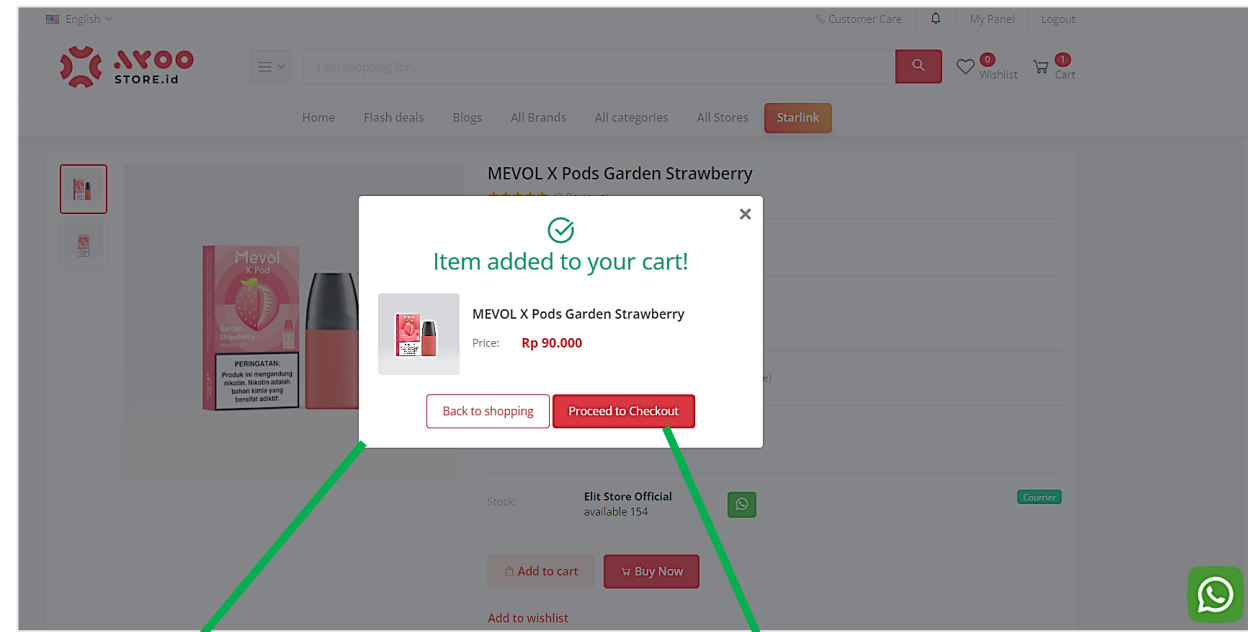 English
Customer Care
My Panel
Logout
AYOO
STORE.id
I am shopping for...
0
Wishlist
1
Cart
Home
Flash deals
Blogs
All Brands
All categories
All Stores
Starlink
MEVOL X Pods Garden Strawberry
Mevol
X Pod
Garden
Strawberry
PERINGATAN:
Produk ini mengandung
nikotin. Nikotin adalah
bahan kimia yang
bersifat adiktif.
Item added to your cart!
MEVOL X Pods Garden Strawberry
Price: Rp 90.000
Back to shopping
Proceed to Checkout
Stock:
Elit Store Official
available 154
Courrier
Add to cart
Buy Now
Add to wishlist